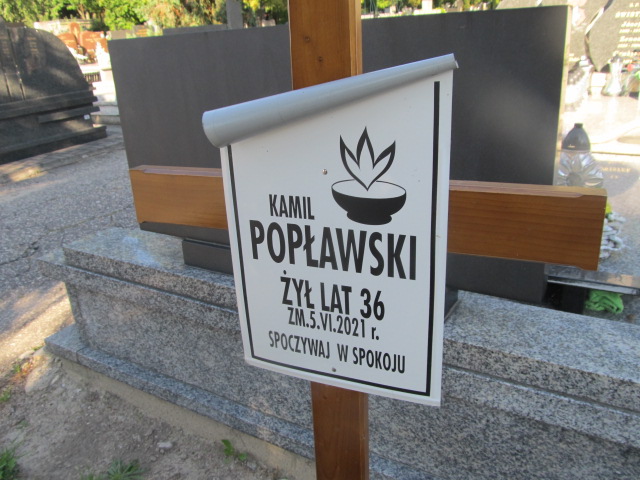 KAMIL
POPŁAWSKI
ŻYŁ LAT 36
ZM.5.VI.2021 r.
SPOCZYWAJ W SPOKOJU